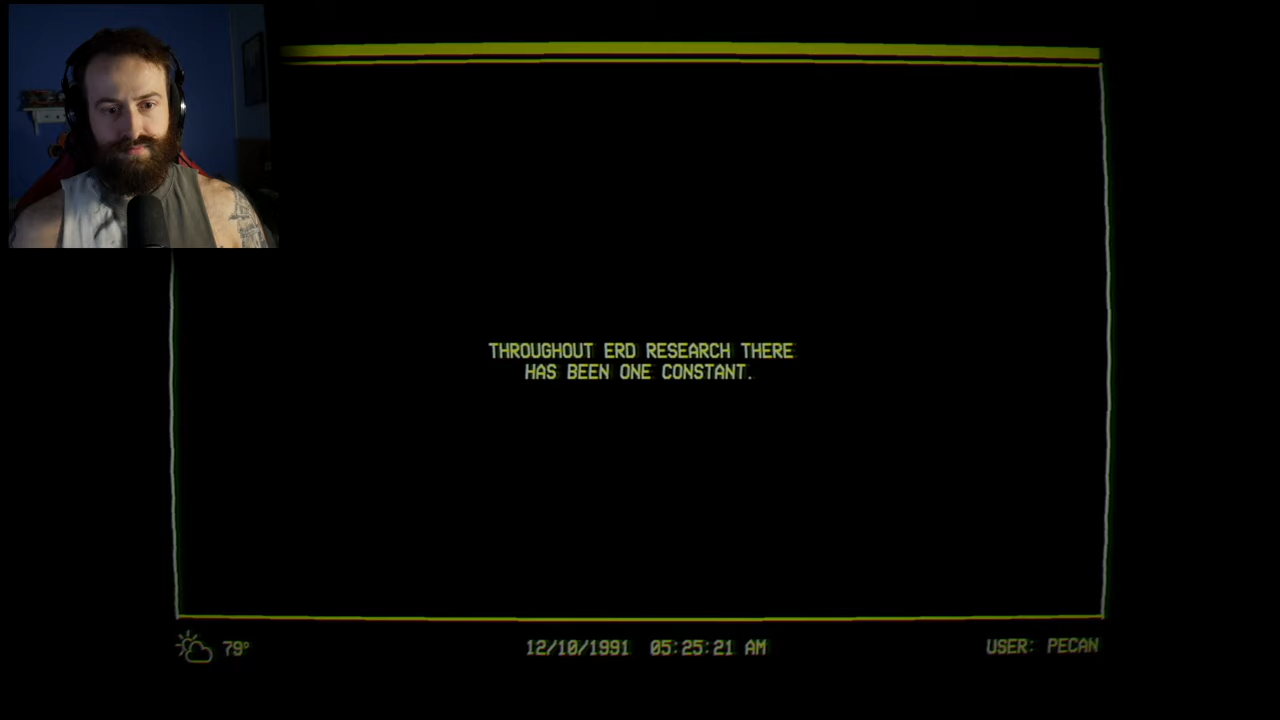 THROUGHOUT ERD RESEARCH THERE
HAS BEEN ONE CONSTANT.
79°
12/10/1991 05:25:21 AM
USER: PECAN